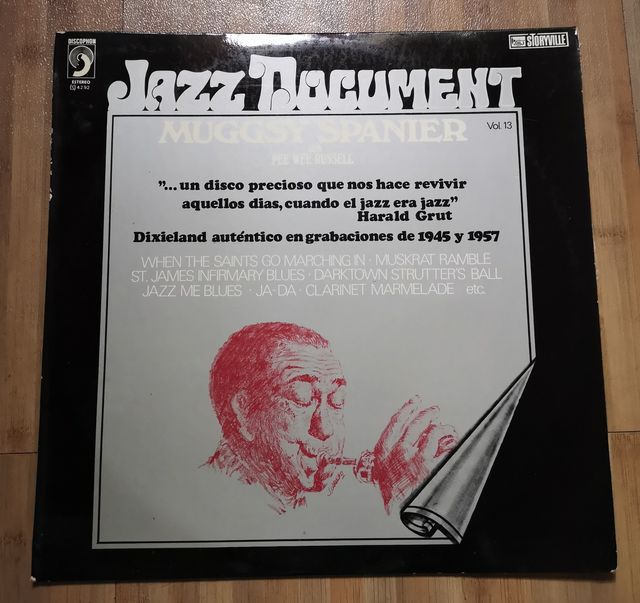 DISCOPHON
ESTEREO
(S) 4292
STORYVILLE
JAZZ DOCUMENT
Vol. 13
MUGGSY SPANIER
PEE WEE RUSSELL
"... un disco precioso que nos hace revivir
aquellos dias, cuando el jazz era jazz"
Harald Grut
Dixieland auténtico en grabaciones de 1945 y 1957
WHEN THE SAINTS GO MARCHING IN · MUSKRAT RAMBLE
ST. JAMES INFIRMARY BLUES · DARKTOWN STRUTTER'S BALL
JAZZ ME BLUES · JA-DA · CLARINET MARMELADE etc.